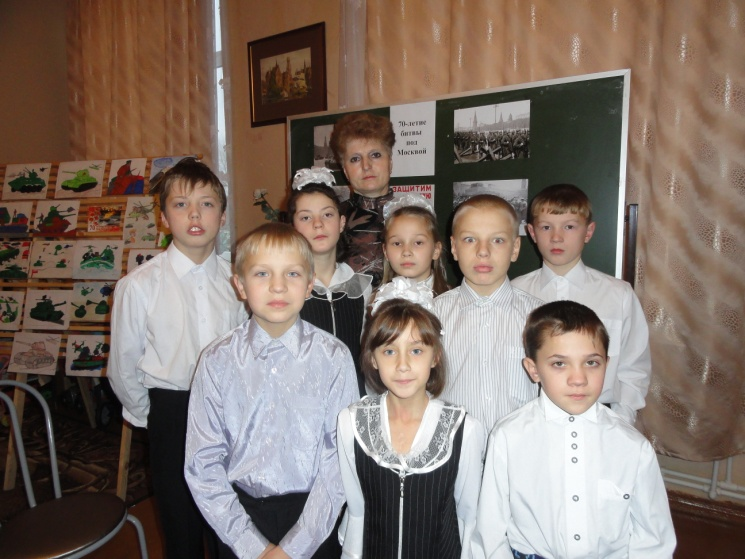 70-летие
битвы
под
Москвой
ЗАЩИТИМ